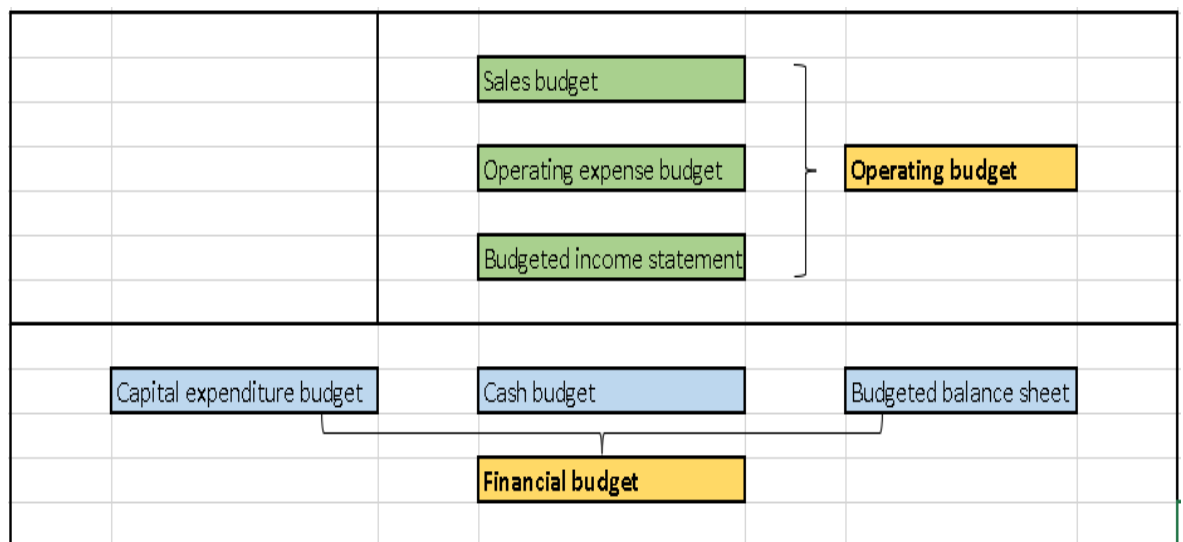 Sales budget
Operating expense budget
Operating budget
Budgeted income statement
Capital expenditure budget
Cash budget
Budgeted balance sheet
Financial budget